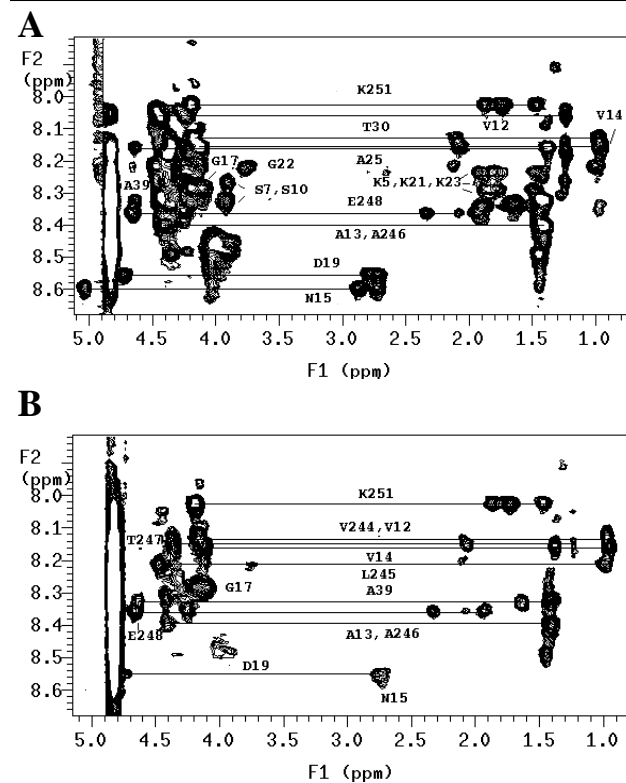 A
F2
(ppm)
8.0
8.1
8.2
8.3
8.4
8.5
8.6
K251
T30
V12
V14
G17
G22
A25
A39
S7,S10
K5,K21,K23
E248
A13,A246
D19
N15
5.0 4.5 4.0 3.5 3.0 2.5 2.0 1.5 1.0
F1 (ppm)
B
F2
(ppm)
8.0
8.1
8.2
8.3
8.4
8.5
8.6
K251
T247
V244,V12
V14
L245
G17
A39
E248
A13,A246
D19
N15
5.0 4.5 4.0 3.5 3.0 2.5 2.0 1.5 1.0
F1 (ppm)